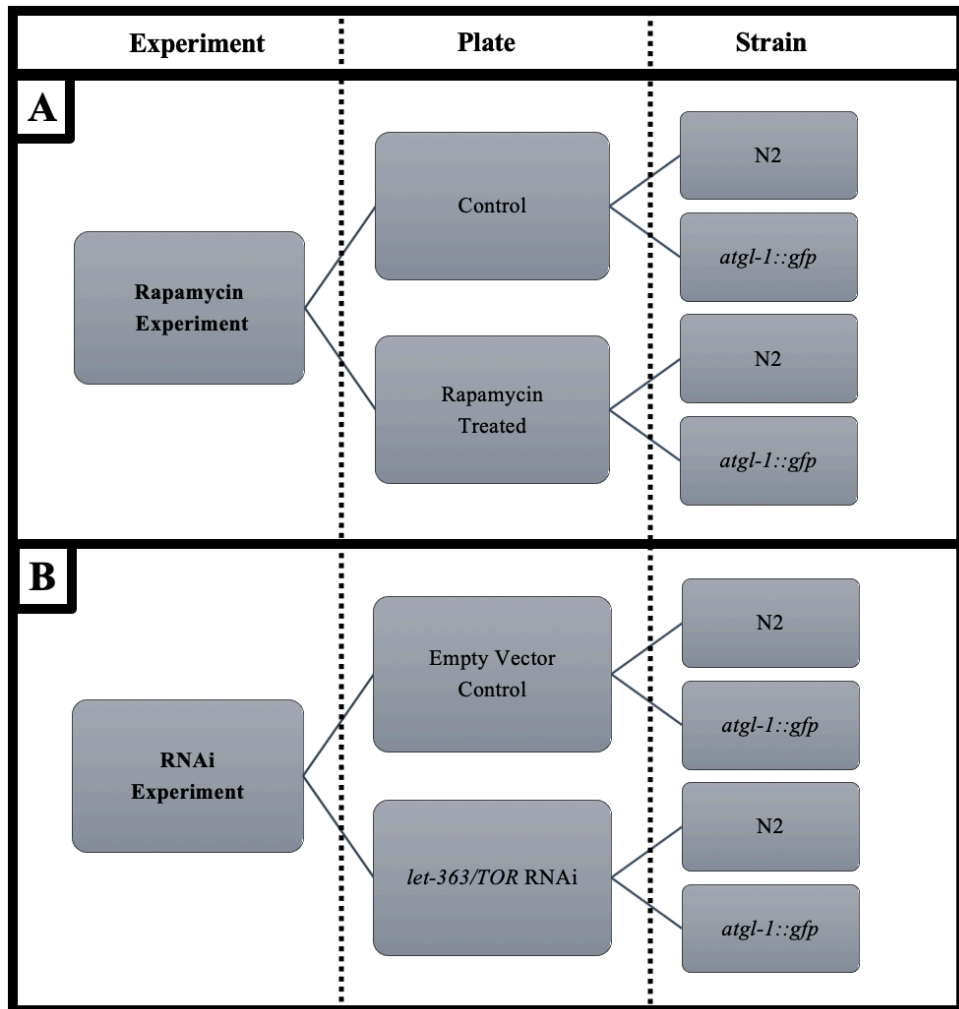 Experiment Plate Strain
A
Rapamycin
Experiment
Control
N2
atgl-1::gfp
Rapamycin
Treated
N2
atgl-1::gfp
B
RNAi
Experiment
Empty Vector
Control
N2
atgl-1::gfp
let-363/TOR RNAi
N2
atgl-1::gfp